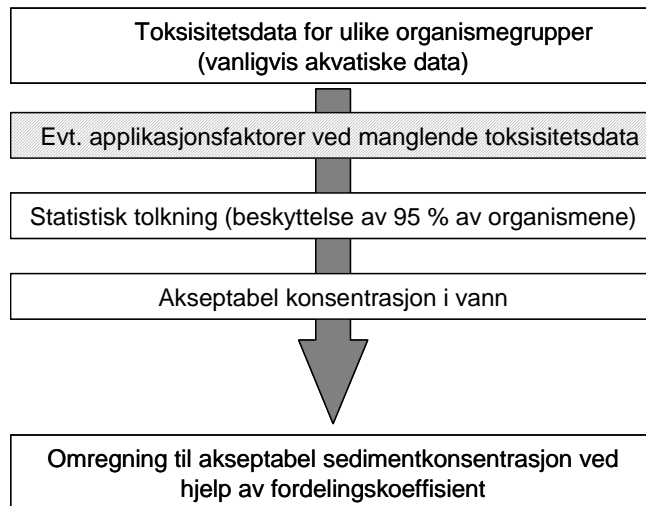 Toksisitetsdata for ulike organismegrupper
(vanligvis akvatiske data)
Evt. applikasjonsfaktorer ved manglende toksisitetsdata
Statistisk tolkning (beskyttelse av 95 % av organismene)
Akseptabel konsentrasjon i vann
Omregning til akseptabel sedimentkonsentrasjon ved
hjelp av fordelingskoeffisient